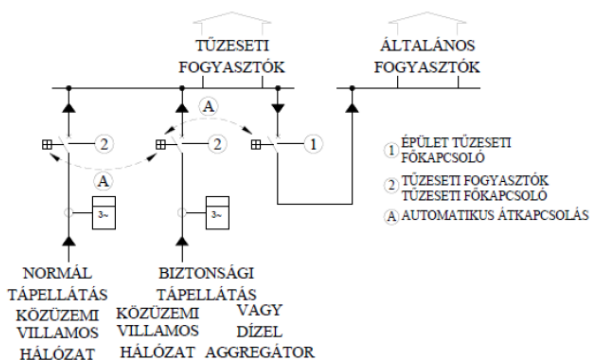 TŰZESETI
FOGYASZTÓK
ÁLTALÁNOS
FOGYASZTÓK
A
2
2
1
A
3~
3~
1 ÉPÜLET TŰZESETI
FŐKAPCSOLÓ
2 TŰZESETI FOGYASZTÓK
TŰZESETI FŐKAPCSOLÓ
A AUTOMATIKUS ÁTKAPCSOLÁS
NORMÁL
TÁPELLÁTÁS
KÖZÜZEMI
VILLAMOS
HÁLÓZAT
BIZTONSÁGI
TÁPELLÁTÁS
KÖZÜZEMI
VILLAMOS
HÁLÓZAT
VAGY
DÍZEL
AGGREGÁTOR